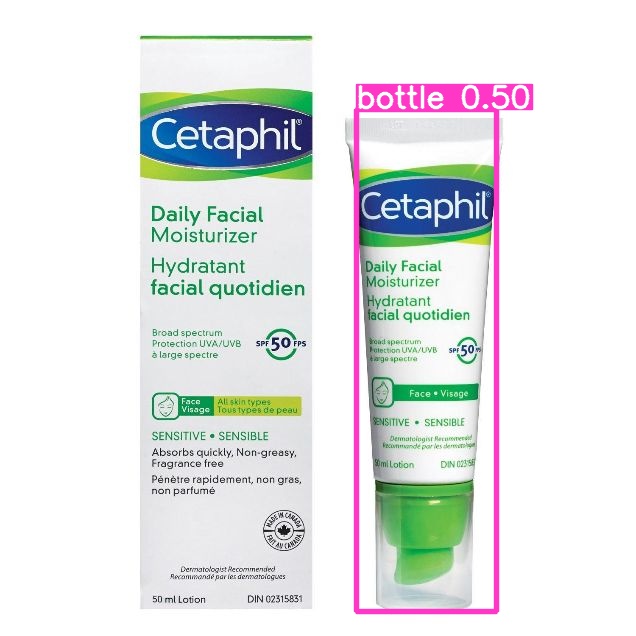 Cetaphil®
Daily Facial
Moisturizer
Hydratant
facial quotidien
Broad spectrum
Protection UVA/UVB
à large spectre
SPF 50 FPS
Face
Visage
All skin types
Tous types de peau
SENSITIVE • SENSIBLE
Absorbs quickly, Non-greasy,
Fragrance free
Pénètre rapidement, non gras,
non parfumé
MADE IN CANADA
FAIT AU CANADA
Dermatologist Recommended
Recommandé par les dermatologues
50 ml Lotion DIN 02315831
bottle 0.50
Cetaphil®
Daily Facial
Moisturizer
Hydratant
facial quotidien
Broad spectrum
Protection UVA/UVB
à large spectre
SPF 50 FPS
Face • Visage
SENSITIVE • SENSIBLE
Dermatologist Recommended
Recommandé par les dermatologues
50 ml Lotion DIN 0231583